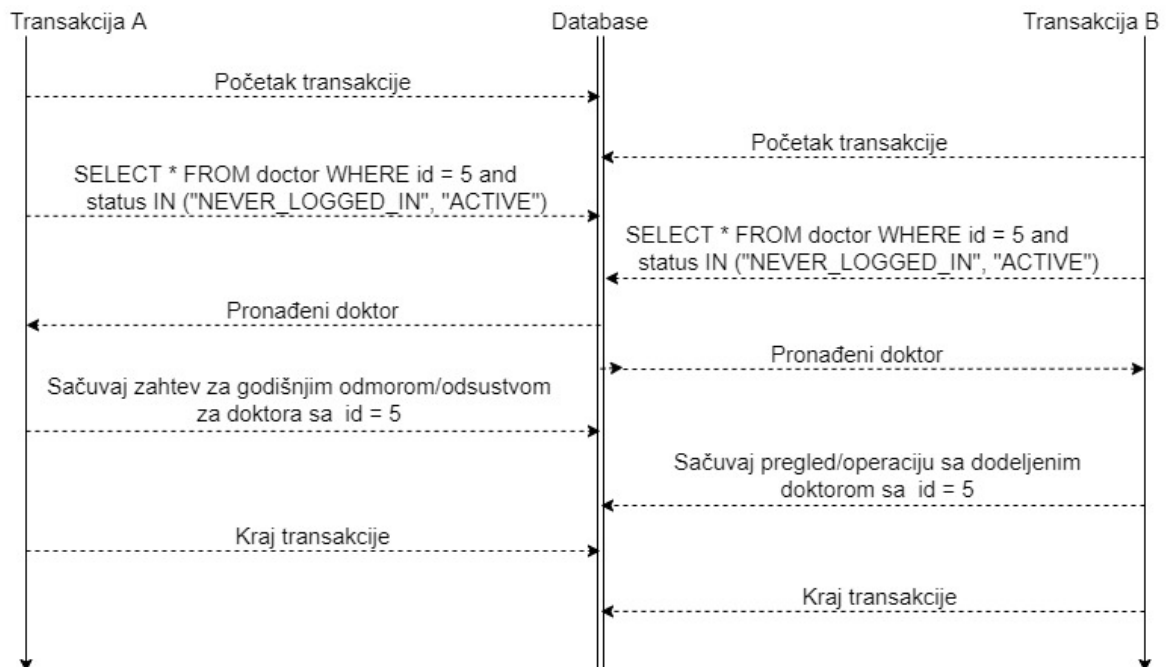 Transakcija A
Database
Transakcija B
Početak transakcije
Početak transakcije
SELECT * FROM doctor WHERE id = 5 and
status IN ("NEVER_LOGGED_IN", "ACTIVE")
SELECT * FROM doctor WHERE id = 5 and
status IN ("NEVER_LOGGED_IN", "ACTIVE")
Pronađeni doktor
Pronađeni doktor
Sačuvaj zahtev za godišnjim odmorom/odsustvom
za doktora sa id = 5
Sačuvaj pregled/operaciju sa dodeljenim
doktorom sa id = 5
Kraj transakcije
Kraj transakcije